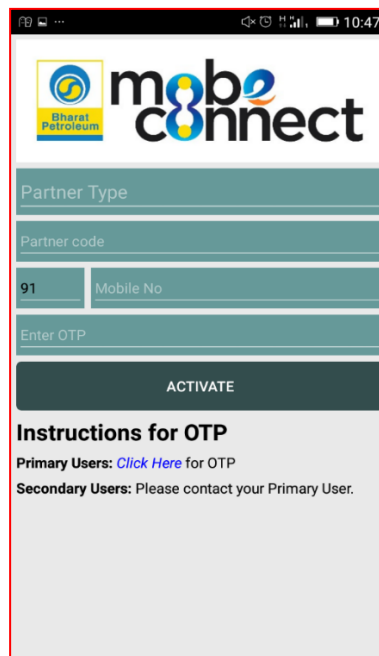 10:47
Bharat
Petroleum
mobe
connect
Partner Type
Partner code
91 Mobile No
Enter OTP
ACTIVATE
Instructions for OTP
Primary Users: Click Here for OTP
Secondary Users: Please contact your Primary User.